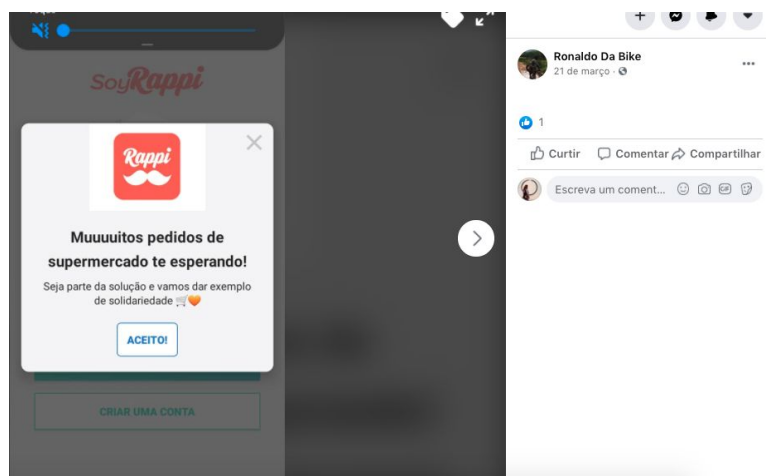 SoyRappi
Rappi
Muuuuitos pedidos de
supermercado te esperando!
Seja parte da solução e vamos dar exemplo
de solidariedade 🛒🧡
ACEITO!
CRIAR UMA CONTA
Ronaldo Da Bike
21 de março ·
1
Curtir Comentar Compartilhar
Escreva um coment... GIF